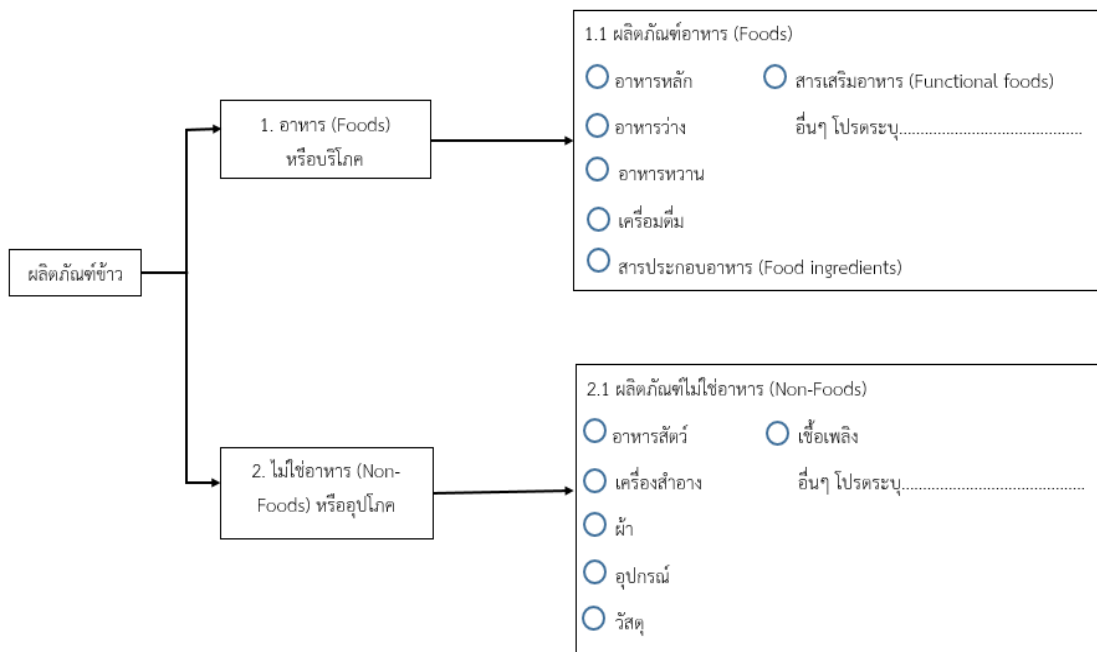 ผลิตภัณฑ์ข้าว
1. อาหาร (Foods)
หรือบริโภค
1.1 ผลิตภัณฑ์อาหาร (Foods)
อาหารหลัก
สารเสริมอาหาร (Functional foods)
อาหารว่าง
อื่นๆ โปรดระบุ..........................................
อาหารหวาน
เครื่อมดื่ม
สารประกอบอาหาร (Food ingredients)
2. ไม่ใช่อาหาร (Non-
Foods) หรืออุปโภค
2.1 ผลิตภัณฑ์ไม่ใช่อาหาร (Non-Foods)
อาหารสัตว์
เชื้อเพลิง
เครื่องสำอาง
อื่นๆ โปรดระบุ..........................................
ผ้า
อุปกรณ์
วัสดุ